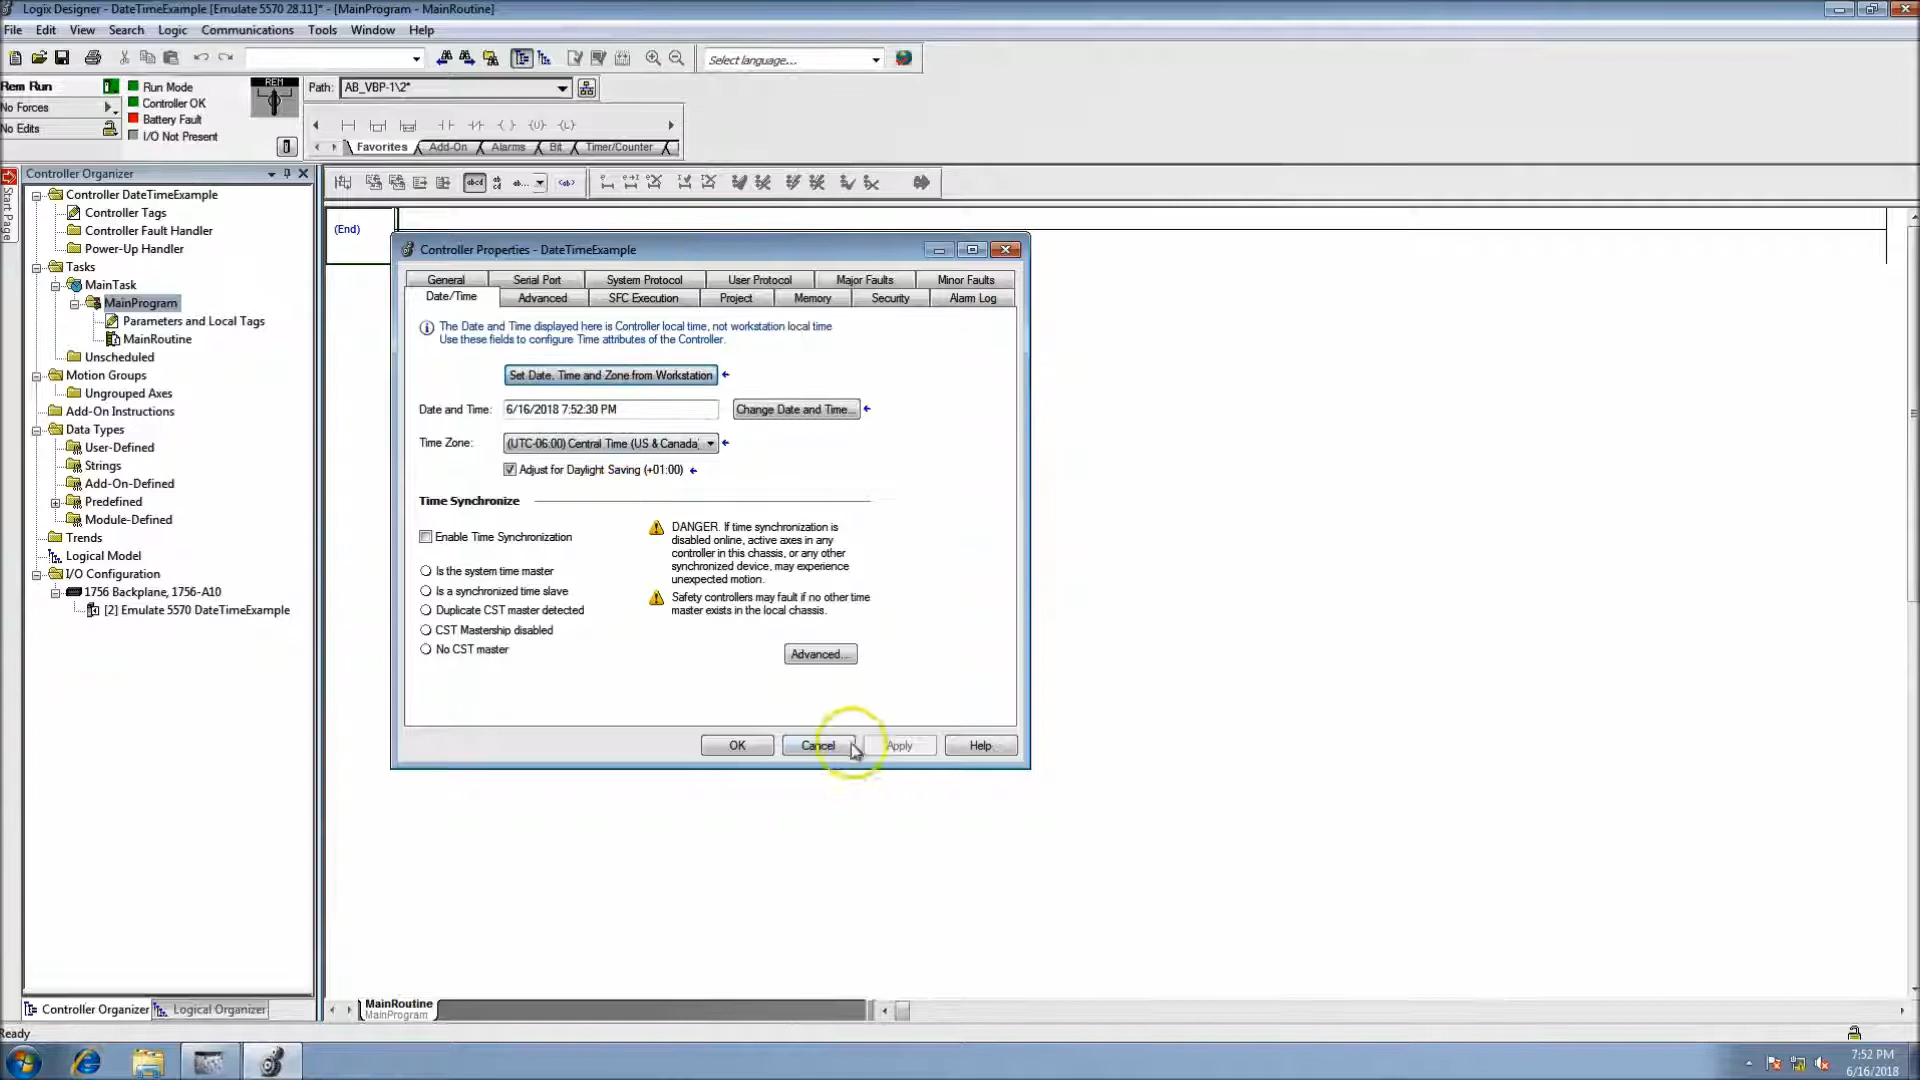 Logix Designer - DateTimeExample [Emulate 5570 28.11]* - [MainProgram - MainRoutine]
File Edit View Search Logic Communications Tools Window Help
Select language...
Rem Run
No Forces
No Edits
Run Mode
Controller OK
Battery Fault
I/O Not Present
REM
Path: AB_VBP-1\2*
Favorites Add-On Alarms Bit Timer/Counter
Start Page
Controller Organizer
Controller DateTimeExample
Controller Tags
Controller Fault Handler
Power-Up Handler
Tasks
MainTask
MainProgram
Parameters and Local Tags
MainRoutine
Unscheduled
Motion Groups
Ungrouped Axes
Add-On Instructions
Data Types
User-Defined
Strings
Add-On-Defined
Predefined
Module-Defined
Trends
Logical Model
I/O Configuration
1756 Backplane, 1756-A10
[2] Emulate 5570 DateTimeExample
Controller Organizer Logical Organizer
(End)
Controller Properties - DateTimeExample
General Serial Port System Protocol User Protocol Major Faults Minor Faults
Date/Time Advanced SFC Execution Project Memory Security Alarm Log
The Date and Time displayed here is Controller local time, not workstation local time
Use these fields to configure Time attributes of the Controller.
Set Date, Time and Zone from Workstation
Date and Time: 6/16/2018 7:52:30 PM Change Date and Time...
Time Zone: (UTC-06:00) Central Time (US & Canada)
Adjust for Daylight Saving (+01:00)
Time Synchronize
Enable Time Synchronization
Is the system time master
Is a synchronized time slave
Duplicate CST master detected
CST Mastership disabled
No CST master
DANGER. If time synchronization is
disabled online, active axes in any
controller in this chassis, or any other
synchronized device, may experience
unexpected motion.
Safety controllers may fault if no other time
master exists in the local chassis.
Advanced...
OK Cancel Apply Help
MainRoutine
MainProgram
Ready
7:52 PM
6/16/2018